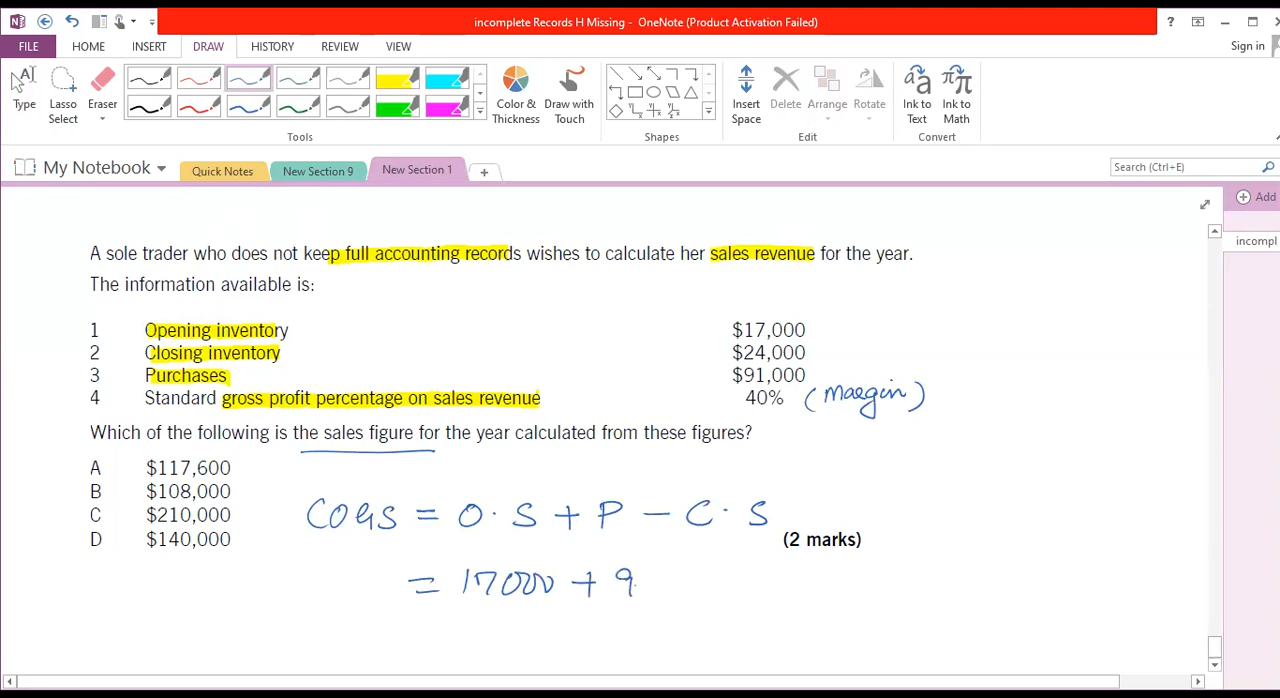 incomplete Records H Missing - OneNote (Product Activation Failed)
?
Sign in
FILE HOME INSERT DRAW HISTORY REVIEW VIEW
Type
Lasso Select
Eraser
Color & Thickness
Draw with Touch
Insert Space
Delete
Arrange
Rotate
Ink to Text
Ink to Math
Tools
Shapes
Edit
Convert
My Notebook
Quick Notes
New Section 9
New Section 1
Search (Ctrl+E)
Add
incompl
A sole trader who does not keep full accounting records wishes to calculate her sales revenue for the year.
The information available is:
1 Opening inventory $17,000
2 Closing inventory $24,000
3 Purchases $91,000
4 Standard gross profit percentage on sales revenue 40% (Margin)
Which of the following is the sales figure for the year calculated from these figures?
A $117,600
B $108,000
C $210,000
D $140,000
COGS = O.S + P - C.S
(2 marks)
= 17000 + 9